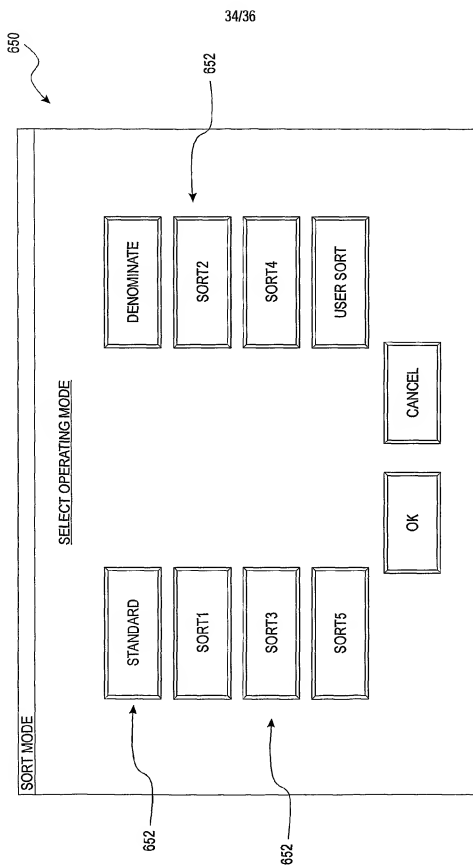 34/36
650
SORT MODE
SELECT OPERATING MODE
652
STANDARD
DENOMINATE
SORT1
SORT2
652
652
SORT3
SORT4
SORT5
USER SORT
OK
CANCEL